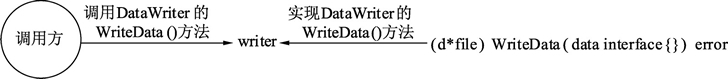 调用方
调用DataWriter的
WriteData()方法
writer
实现DataWriter的
WriteData()方法
(d*file) WriteData(data interface{}) error